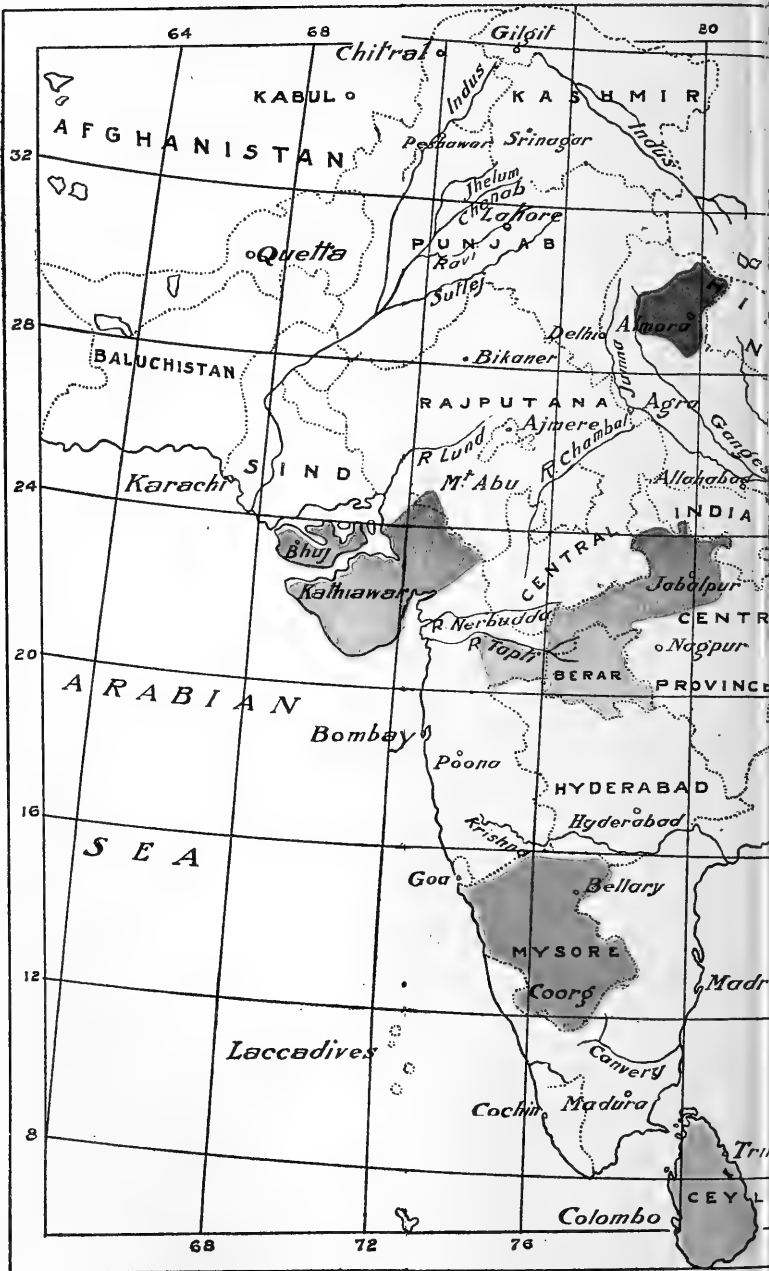 64
68
80
Gilgit
Chitral
KABUL
Indus
KASHMIR
AFGHANISTAN
Peshawar
Srinagar
Indus
32
Jhelum
Chenab
Lahore
PUNJAB
Ravi
Quetta
Sutlej
28
Delhi
Almora
Jumna
BALUCHISTAN
Bikaner
RAJPUTANA
Agra
Ajmere
Ganges
R Lund
R Chambal
SIND
Karachi
Mt Abu
Allahabad
24
INDIA
CENTRAL
Bhuj
Kathiawar
Jabalpur
R. Nerbudda
CENTR
R Tapti
Nagpur
20
BERAR
PROVINCE
ARABIAN
Bombay
Poona
HYDERABAD
16
Hyderabad
Krishna
SEA
Goa
Bellary
MYSORE
12
Coorg
Madr
Laccadives
Canvery
Madura
Cochin
8
Tri
CEYL
Colombo
68
72
76